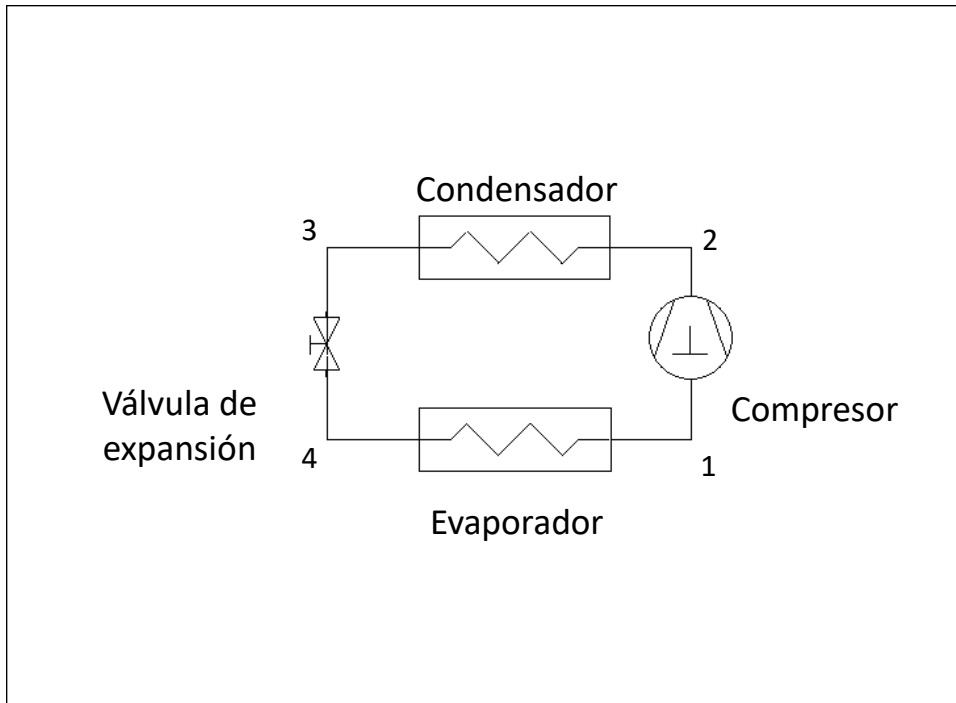 Condensador
3
2
Válvula de
expansión
Compresor
4
1
Evaporador